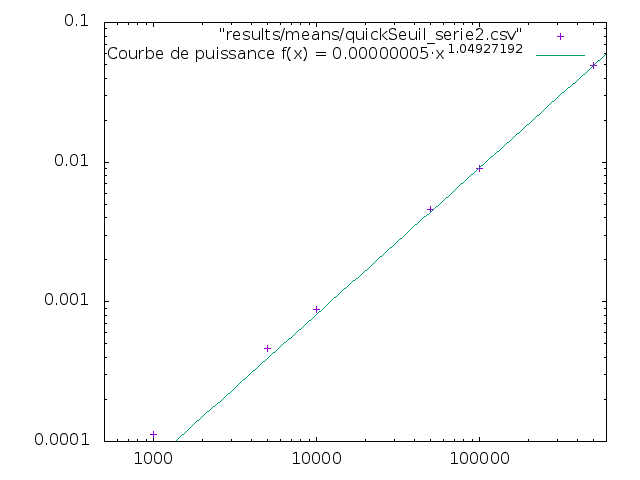 "results/means/quickSeuil_serie2.csv"
Courbe de puissance f(x) = 0.00000005·x^1.04927192
0.1
0.01
0.001
0.0001
1000 10000 100000